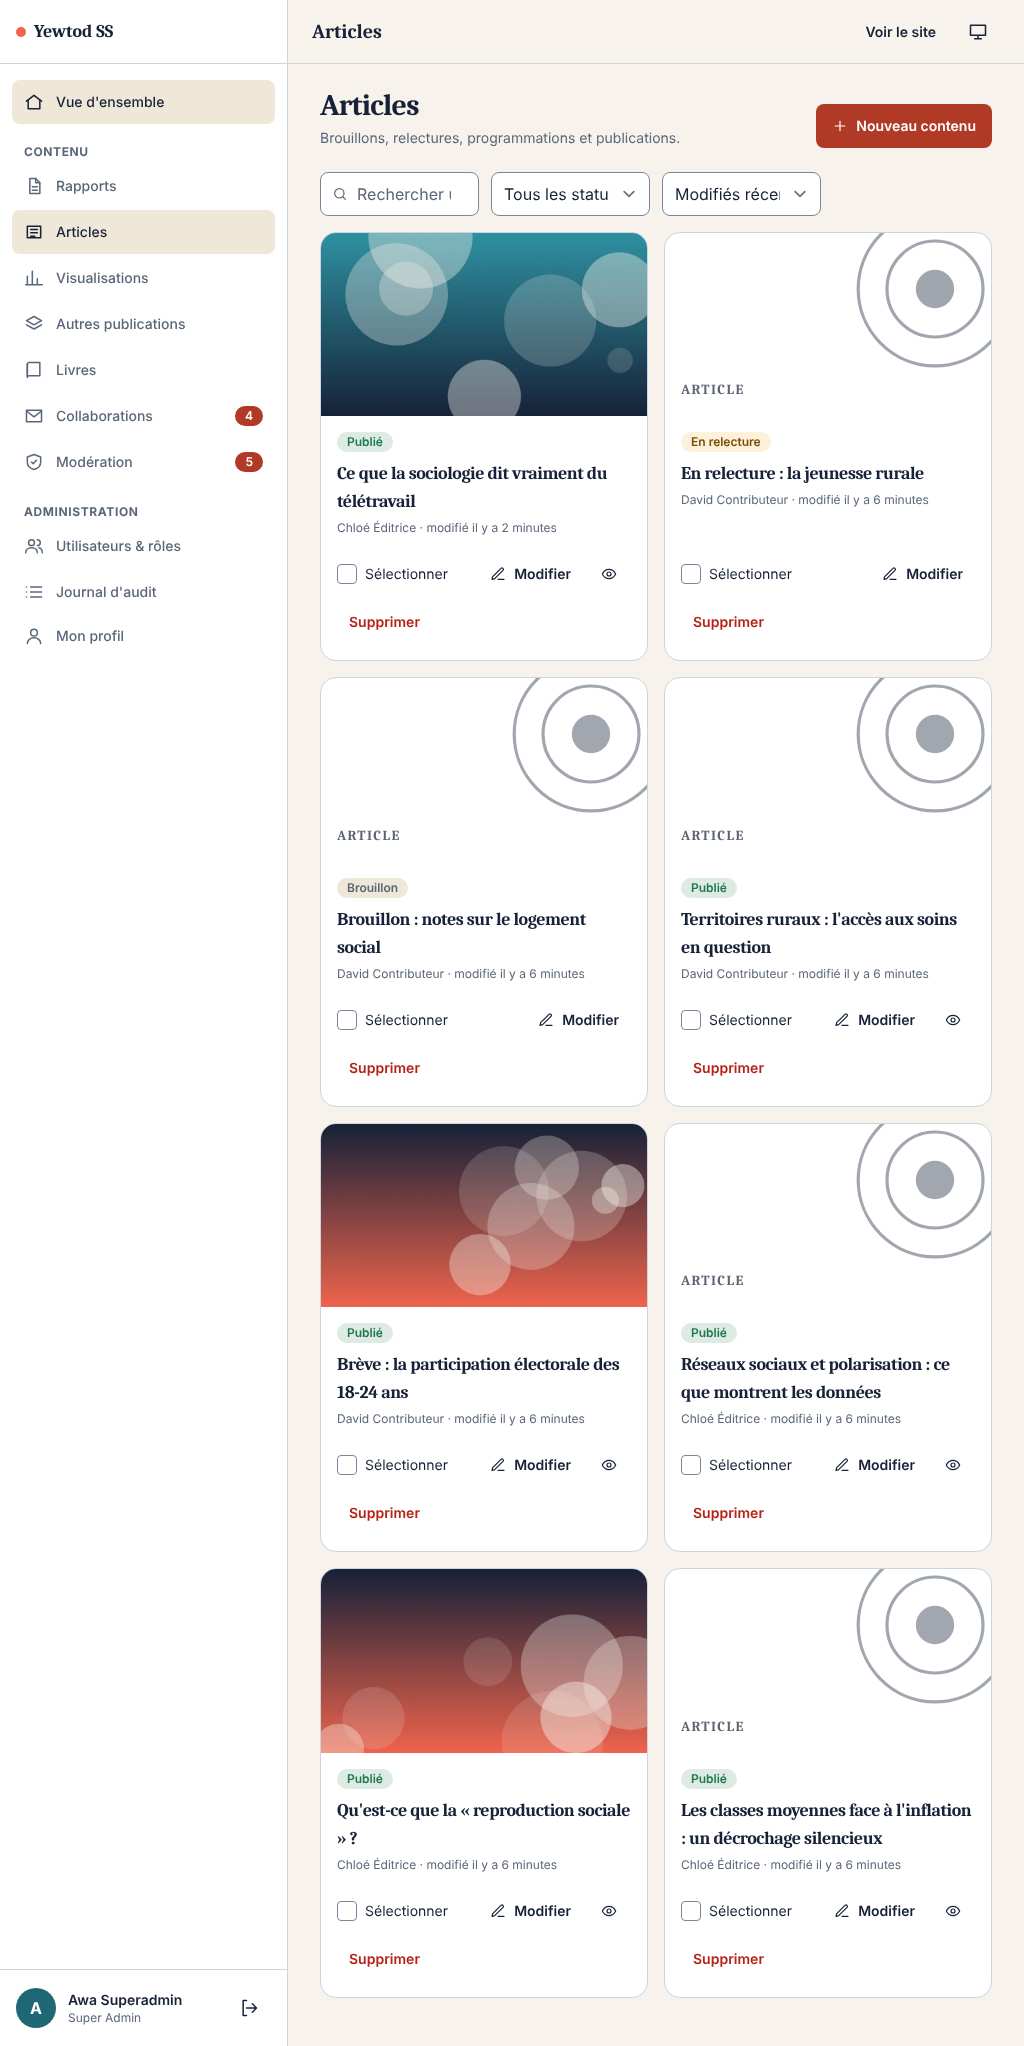 Yewtod SS
Articles
Voir le site
Vue d'ensemble
CONTENU
Rapports
Articles
Visualisations
Autres publications
Livres
Collaborations 4
Modération 5
ADMINISTRATION
Utilisateurs & rôles
Journal d'audit
Mon profil
Awa Superadmin
Super Admin
A
Articles
Brouillons, relectures, programmations et publications.
Nouveau contenu
Rechercher
Tous les statu
Modifiés réce
Publié
Ce que la sociologie dit vraiment du
télétravail
Chloé Éditrice · modifié il y a 2 minutes
Sélectionner Modifier
Supprimer
ARTICLE
En relecture
En relecture : la jeunesse rurale
David Contributeur · modifié il y a 6 minutes
Sélectionner Modifier
Supprimer
ARTICLE
Brouillon
Brouillon : notes sur le logement
social
David Contributeur · modifié il y a 6 minutes
Sélectionner Modifier
Supprimer
ARTICLE
Publié
Territoires ruraux : l'accès aux soins
en question
David Contributeur · modifié il y a 6 minutes
Sélectionner Modifier
Supprimer
Publié
Brève : la participation électorale des
18-24 ans
David Contributeur · modifié il y a 6 minutes
Sélectionner Modifier
Supprimer
ARTICLE
Publié
Réseaux sociaux et polarisation : ce
que montrent les données
Chloé Éditrice · modifié il y a 6 minutes
Sélectionner Modifier
Supprimer
Publié
Qu'est-ce que la « reproduction sociale
» ?
Chloé Éditrice · modifié il y a 6 minutes
Sélectionner Modifier
Supprimer
ARTICLE
Publié
Les classes moyennes face à l'inflation
: un décrochage silencieux
Chloé Éditrice · modifié il y a 6 minutes
Sélectionner Modifier
Supprimer